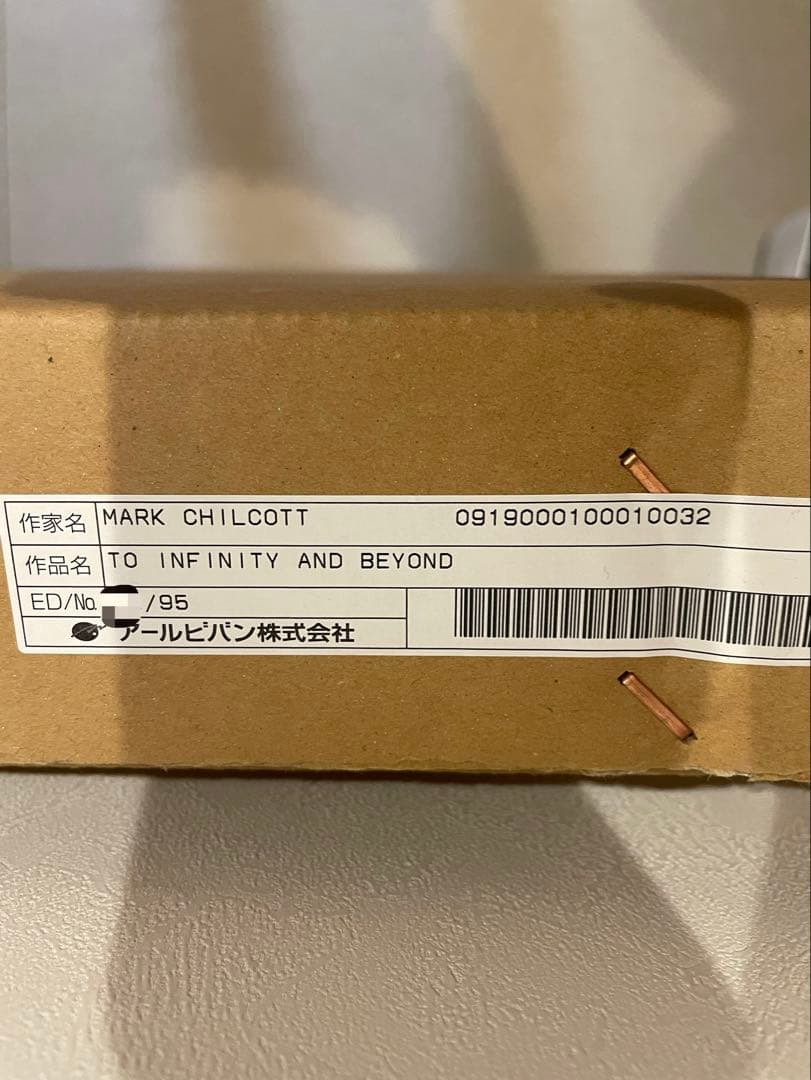 作家名 MARK CHILCOTT 0919000100010032
作品名 TO INFINITY AND BEYOND
ED/No. /95
アールビバン株式会社